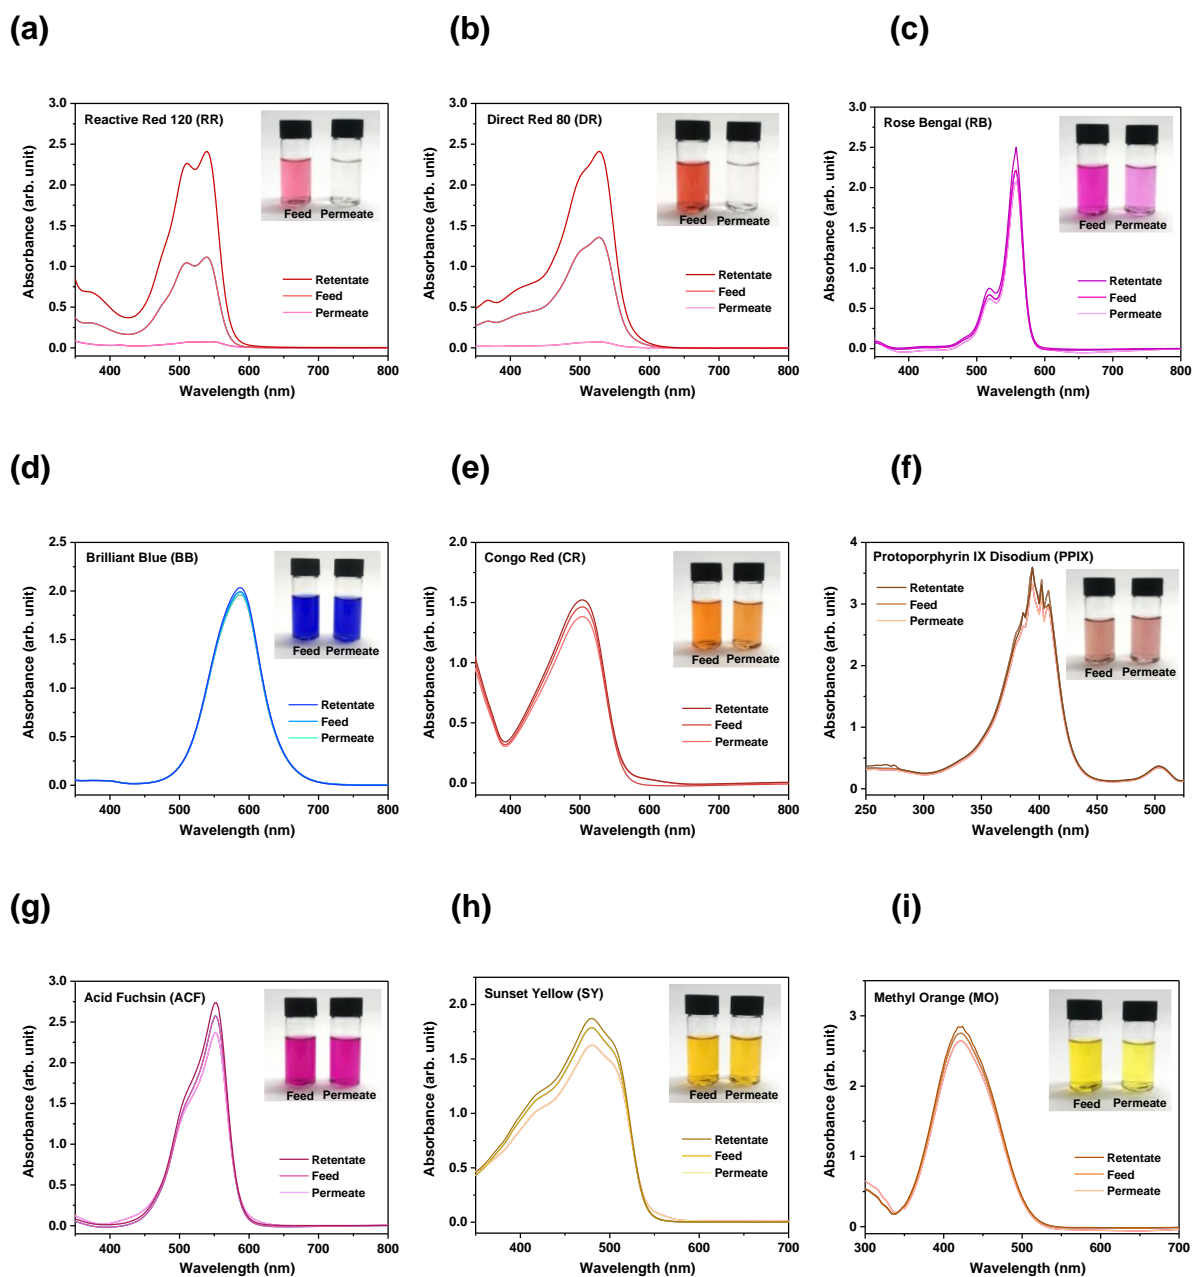 (a)
(b)
(c)
Reactive Red 120 (RR)
Feed Permeate
Retentate
Feed
Permeate
Absorbance (arb. unit)
3.0
2.5
2.0
1.5
1.0
0.5
0.0
400 500 600 700 800
Wavelength (nm)
Direct Red 80 (DR)
Feed Permeate
Retentate
Feed
Permeate
Absorbance (arb. unit)
3.0
2.5
2.0
1.5
1.0
0.5
0.0
400 500 600 700 800
Wavelength (nm)
Rose Bengal (RB)
Feed Permeate
Retentate
Feed
Permeate
Absorbance (arb. unit)
3.0
2.5
2.0
1.5
1.0
0.5
0.0
400 500 600 700 800
Wavelength (nm)
(d)
(e)
(f)
Brilliant Blue (BB)
Feed Permeate
Retentate
Feed
Permeate
Absorbance (arb. unit)
2.5
2.0
1.5
1.0
0.5
0.0
400 500 600 700 800
Wavelength (nm)
Congo Red (CR)
Feed Permeate
Retentate
Feed
Permeate
Absorbance (arb. unit)
2.0
1.5
1.0
0.5
0.0
400 500 600 700 800
Wavelength (nm)
Protoporphyrin IX Disodium (PPIX)
Retentate
Feed
Permeate
Feed Permeate
Absorbance (arb. unit)
4
3
2
1
0
250 300 350 400 450 500
Wavelength (nm)
(g)
(h)
(i)
Acid Fuchsin (ACF)
Feed Permeate
Retentate
Feed
Permeate
Absorbance (arb. unit)
3.0
2.5
2.0
1.5
1.0
0.5
0.0
400 500 600 700 800
Wavelength (nm)
Sunset Yellow (SY)
Feed Permeate
Retentate
Feed
Permeate
Absorbance (arb. unit)
2.0
1.5
1.0
0.5
0.0
400 500 600 700
Wavelength (nm)
Methyl Orange (MO)
Feed Permeate
Retentate
Feed
Permeate
Absorbance (arb. unit)
3
2
1
0
300 400 500 600 700
Wavelength (nm)